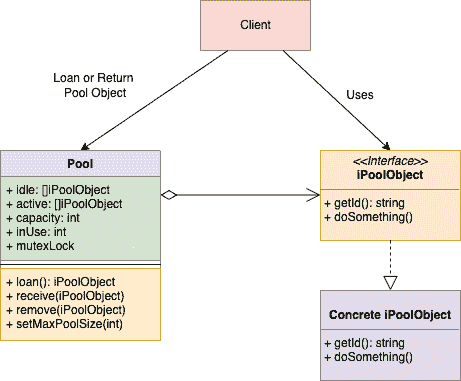 Client
Loan or Return
Pool Object
Uses
Pool
+ idle: []iPoolObject
+ active: []iPoolObject
+ capacity: int
+ inUse: int
+ mutexLock
+ loan(): iPoolObject
+ receive(iPoolObject)
+ remove(iPoolObject)
+ setMaxPoolSize(int)
<<Interface>>
iPoolObject
+ getId(): string
+ doSomething()
Concrete iPoolObject
+ getId(): string
+ doSomething()